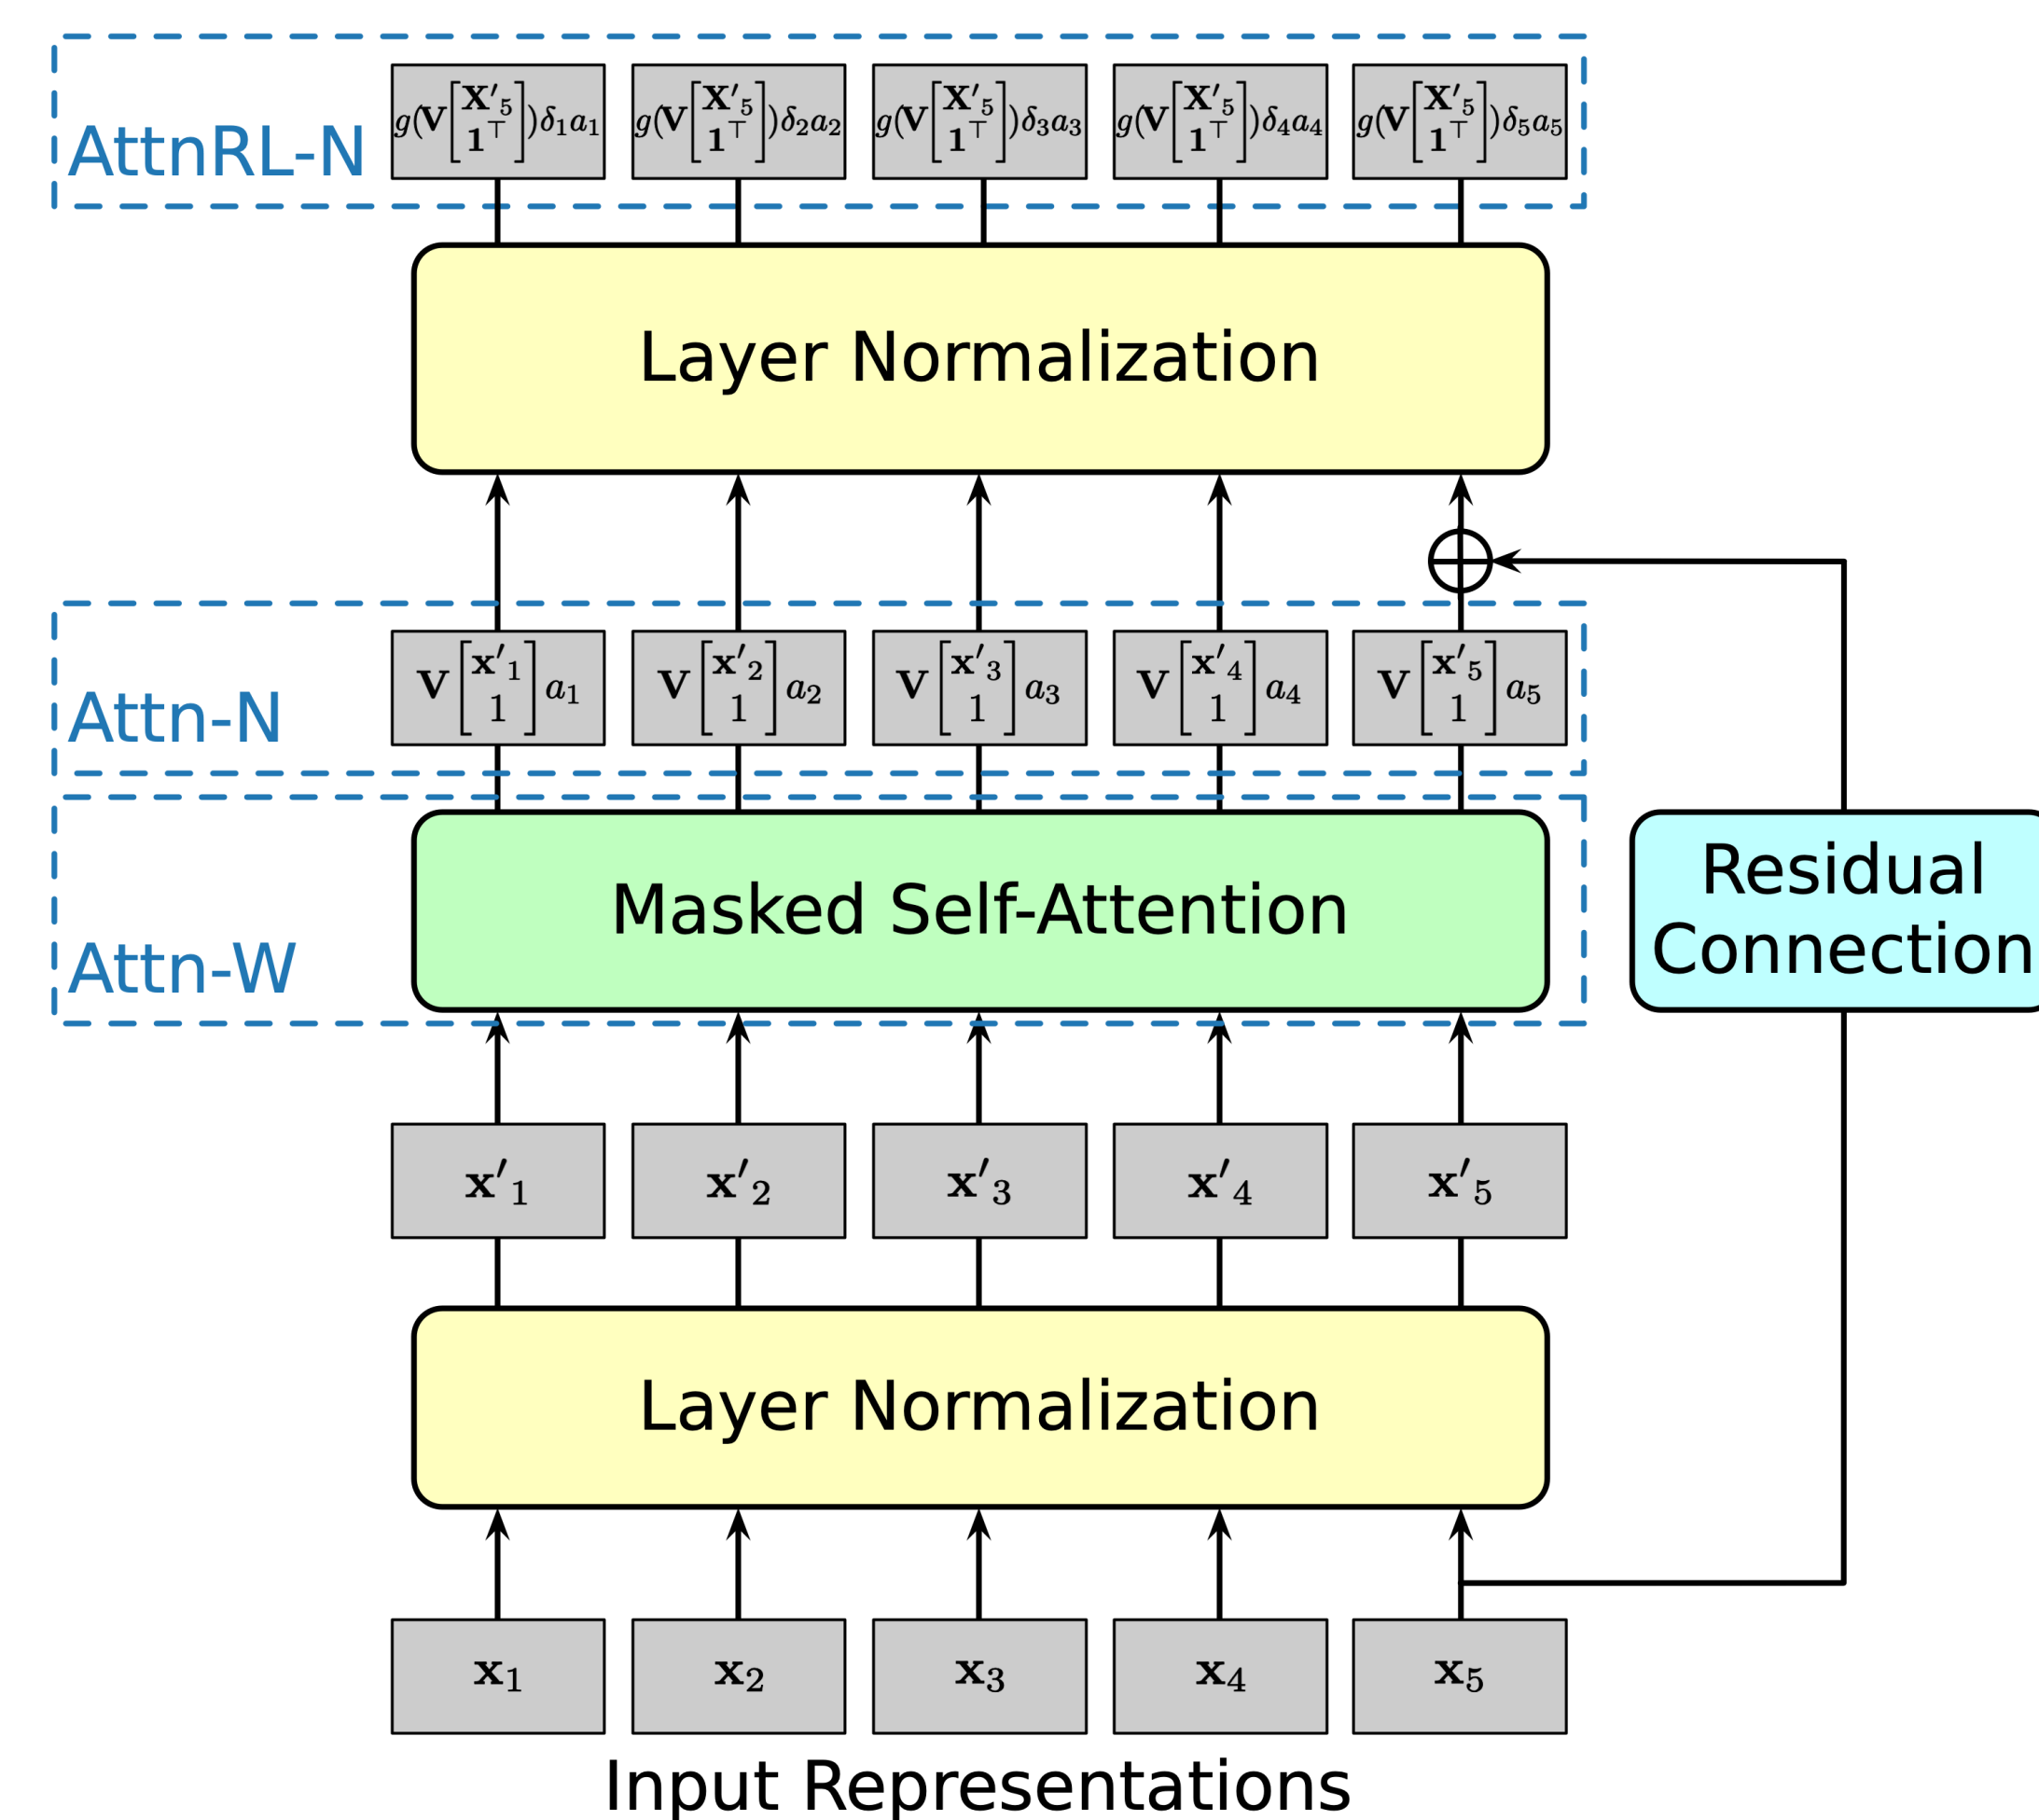 AttnRL-N
g(V[X′₅ 1⊤])δ₁a₁ g(V[X′₅ 1⊤])δ₂a₂ g(V[X′₅ 1⊤])δ₃a₃ g(V[X′₅ 1⊤])δ₄a₄ g(V[X′₅ 1⊤])δ₅a₅
Layer Normalization
Attn-N
V[x′₁ 1]a₁ V[x′₂ 1]a₂ V[x′₃ 1]a₃ V[x′₄ 1]a₄ V[x′₅ 1]a₅
Attn-W
Masked Self-Attention
Residual
Connection
x′₁ x′₂ x′₃ x′₄ x′₅
Layer Normalization
x₁ x₂ x₃ x₄ x₅
Input Representations